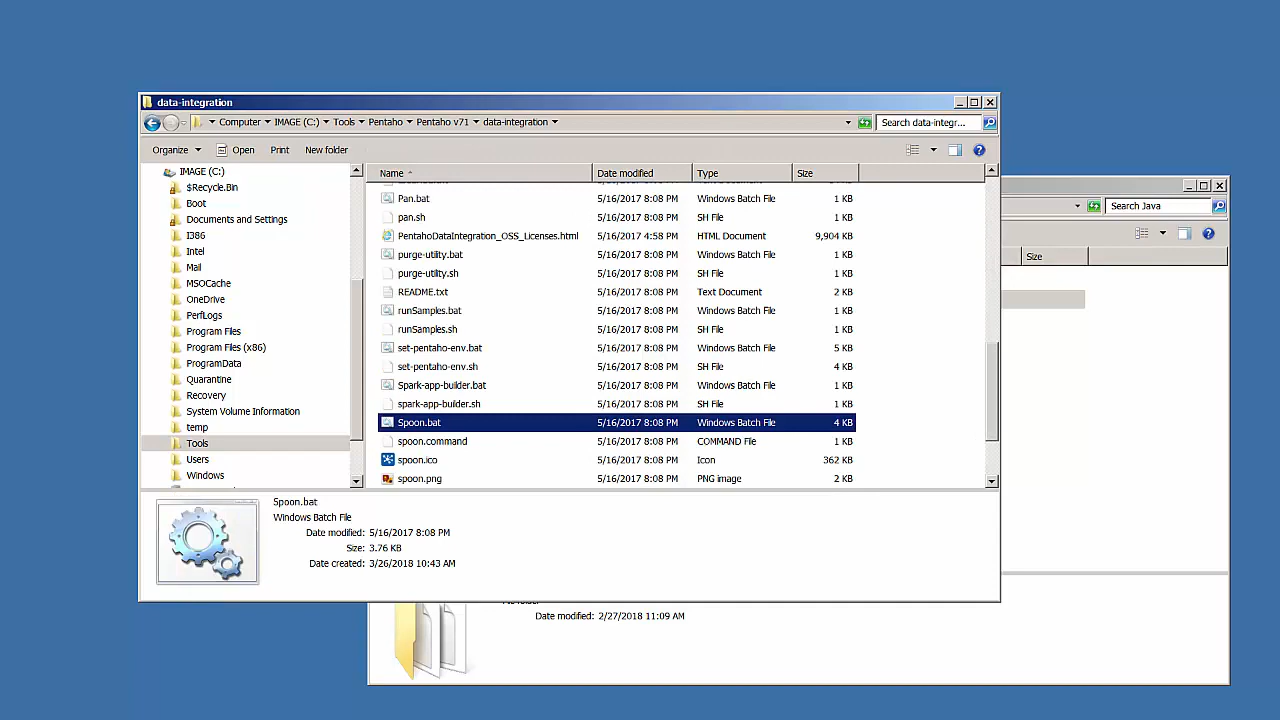 data-integration
Computer IMAGE (C:) Tools Pentaho Pentaho v71 data-integration Search data-integr...
Organize Open Print New folder
IMAGE (C:)
$Recycle.Bin
Boot
Documents and Settings
I386
Intel
Mail
MSOCache
OneDrive
PerfLogs
Program Files
Program Files (x86)
ProgramData
Quarantine
Recovery
System Volume Information
temp
Tools
Users
Windows
Name Date modified Type Size
Pan.bat 5/16/2017 8:08 PM Windows Batch File 1 KB
pan.sh 5/16/2017 8:08 PM SH File 1 KB
PentahoDataIntegration_OSS_Licenses.html 5/16/2017 4:58 PM HTML Document 9,904 KB
purge-utility.bat 5/16/2017 8:08 PM Windows Batch File 1 KB
purge-utility.sh 5/16/2017 8:08 PM SH File 1 KB
README.txt 5/16/2017 8:08 PM Text Document 2 KB
runSamples.bat 5/16/2017 8:08 PM Windows Batch File 1 KB
runSamples.sh 5/16/2017 8:08 PM SH File 1 KB
set-pentaho-env.bat 5/16/2017 8:08 PM Windows Batch File 5 KB
set-pentaho-env.sh 5/16/2017 8:08 PM SH File 4 KB
Spark-app-builder.bat 5/16/2017 8:08 PM Windows Batch File 1 KB
spark-app-builder.sh 5/16/2017 8:08 PM SH File 1 KB
Spoon.bat 5/16/2017 8:08 PM Windows Batch File 4 KB
spoon.command 5/16/2017 8:08 PM COMMAND File 1 KB
spoon.ico 5/16/2017 8:08 PM Icon 362 KB
spoon.png 5/16/2017 8:08 PM PNG image 2 KB
Spoon.bat
Windows Batch File
Date modified: 5/16/2017 8:08 PM
Size: 3.76 KB
Date created: 3/26/2018 10:43 AM
Search Java
Size
Date modified: 2/27/2018 11:09 AM